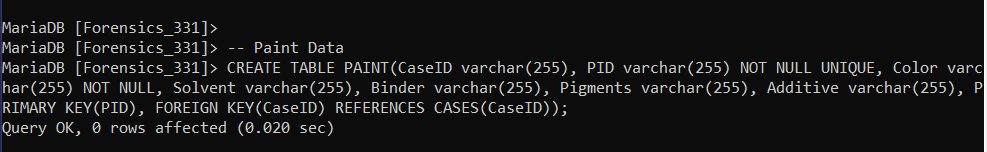 MariaDB [Forensics_331]>
MariaDB [Forensics_331]> -- Paint Data
MariaDB [Forensics_331]> CREATE TABLE PAINT(CaseID varchar(255), PID varchar(255) NOT NULL UNIQUE, Color varc
har(255) NOT NULL, Solvent varchar(255), Binder varchar(255), Pigments varchar(255), Additive varchar(255), P
RIMARY KEY(PID), FOREIGN KEY(CaseID) REFERENCES CASES(CaseID));
Query OK, 0 rows affected (0.020 sec)